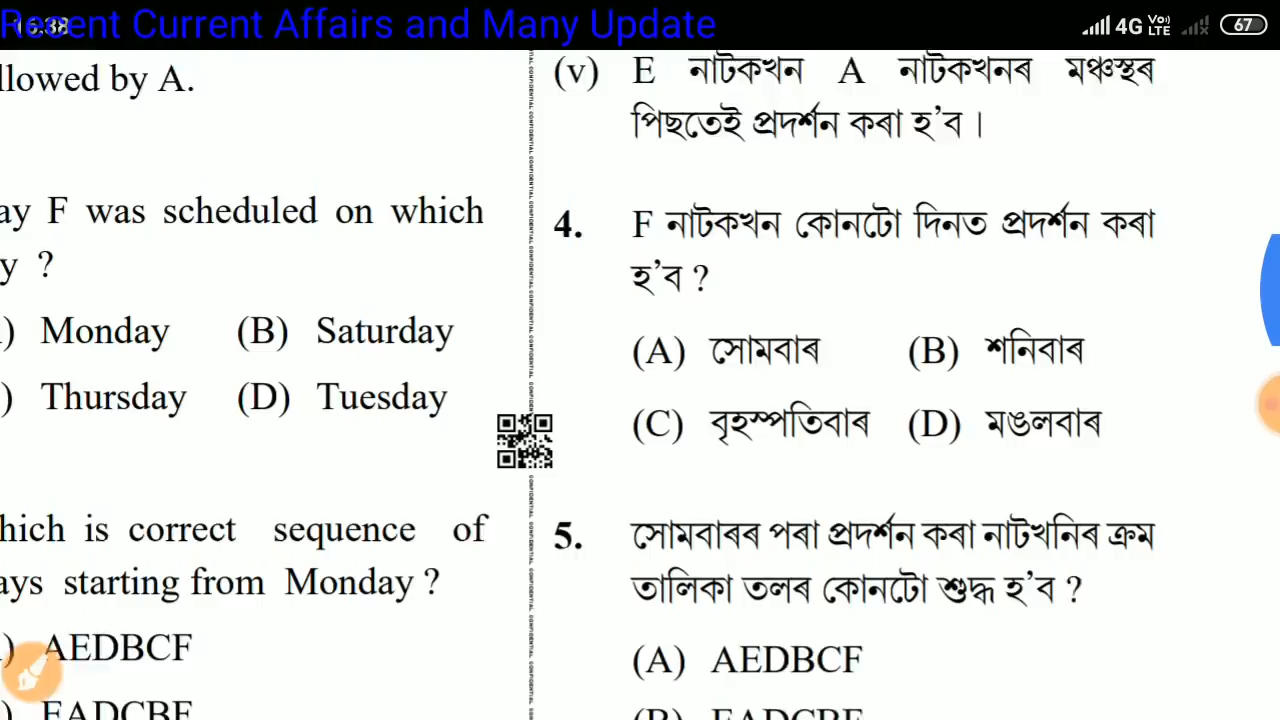 Recent Current Affairs and Many Update
4G
VoLTE
67
llowed by A.
ay F was scheduled on which
y ?
) Monday (B) Saturday
) Thursday (D) Tuesday
hich is correct sequence of
ays starting from Monday ?
) AEDBCF
(v) E নাটকখন A নাটকখনৰ মঞ্চস্থৰ
পিছতেই প্ৰদৰ্শন কৰা হ’ব ।
4. F নাটকখন কোনটো দিনত প্ৰদৰ্শন কৰা
হ’ব ?
(A) সোমবাৰ (B) শনিবাৰ
(C) বৃহস্পতিবাৰ (D) মঙলবাৰ
5. সোমবাৰৰ পৰা প্ৰদৰ্শন কৰা নাটখনিৰ ক্ৰম
তালিকা তলৰ কোনটো শুদ্ধ হ’ব ?
(A) AEDBCF